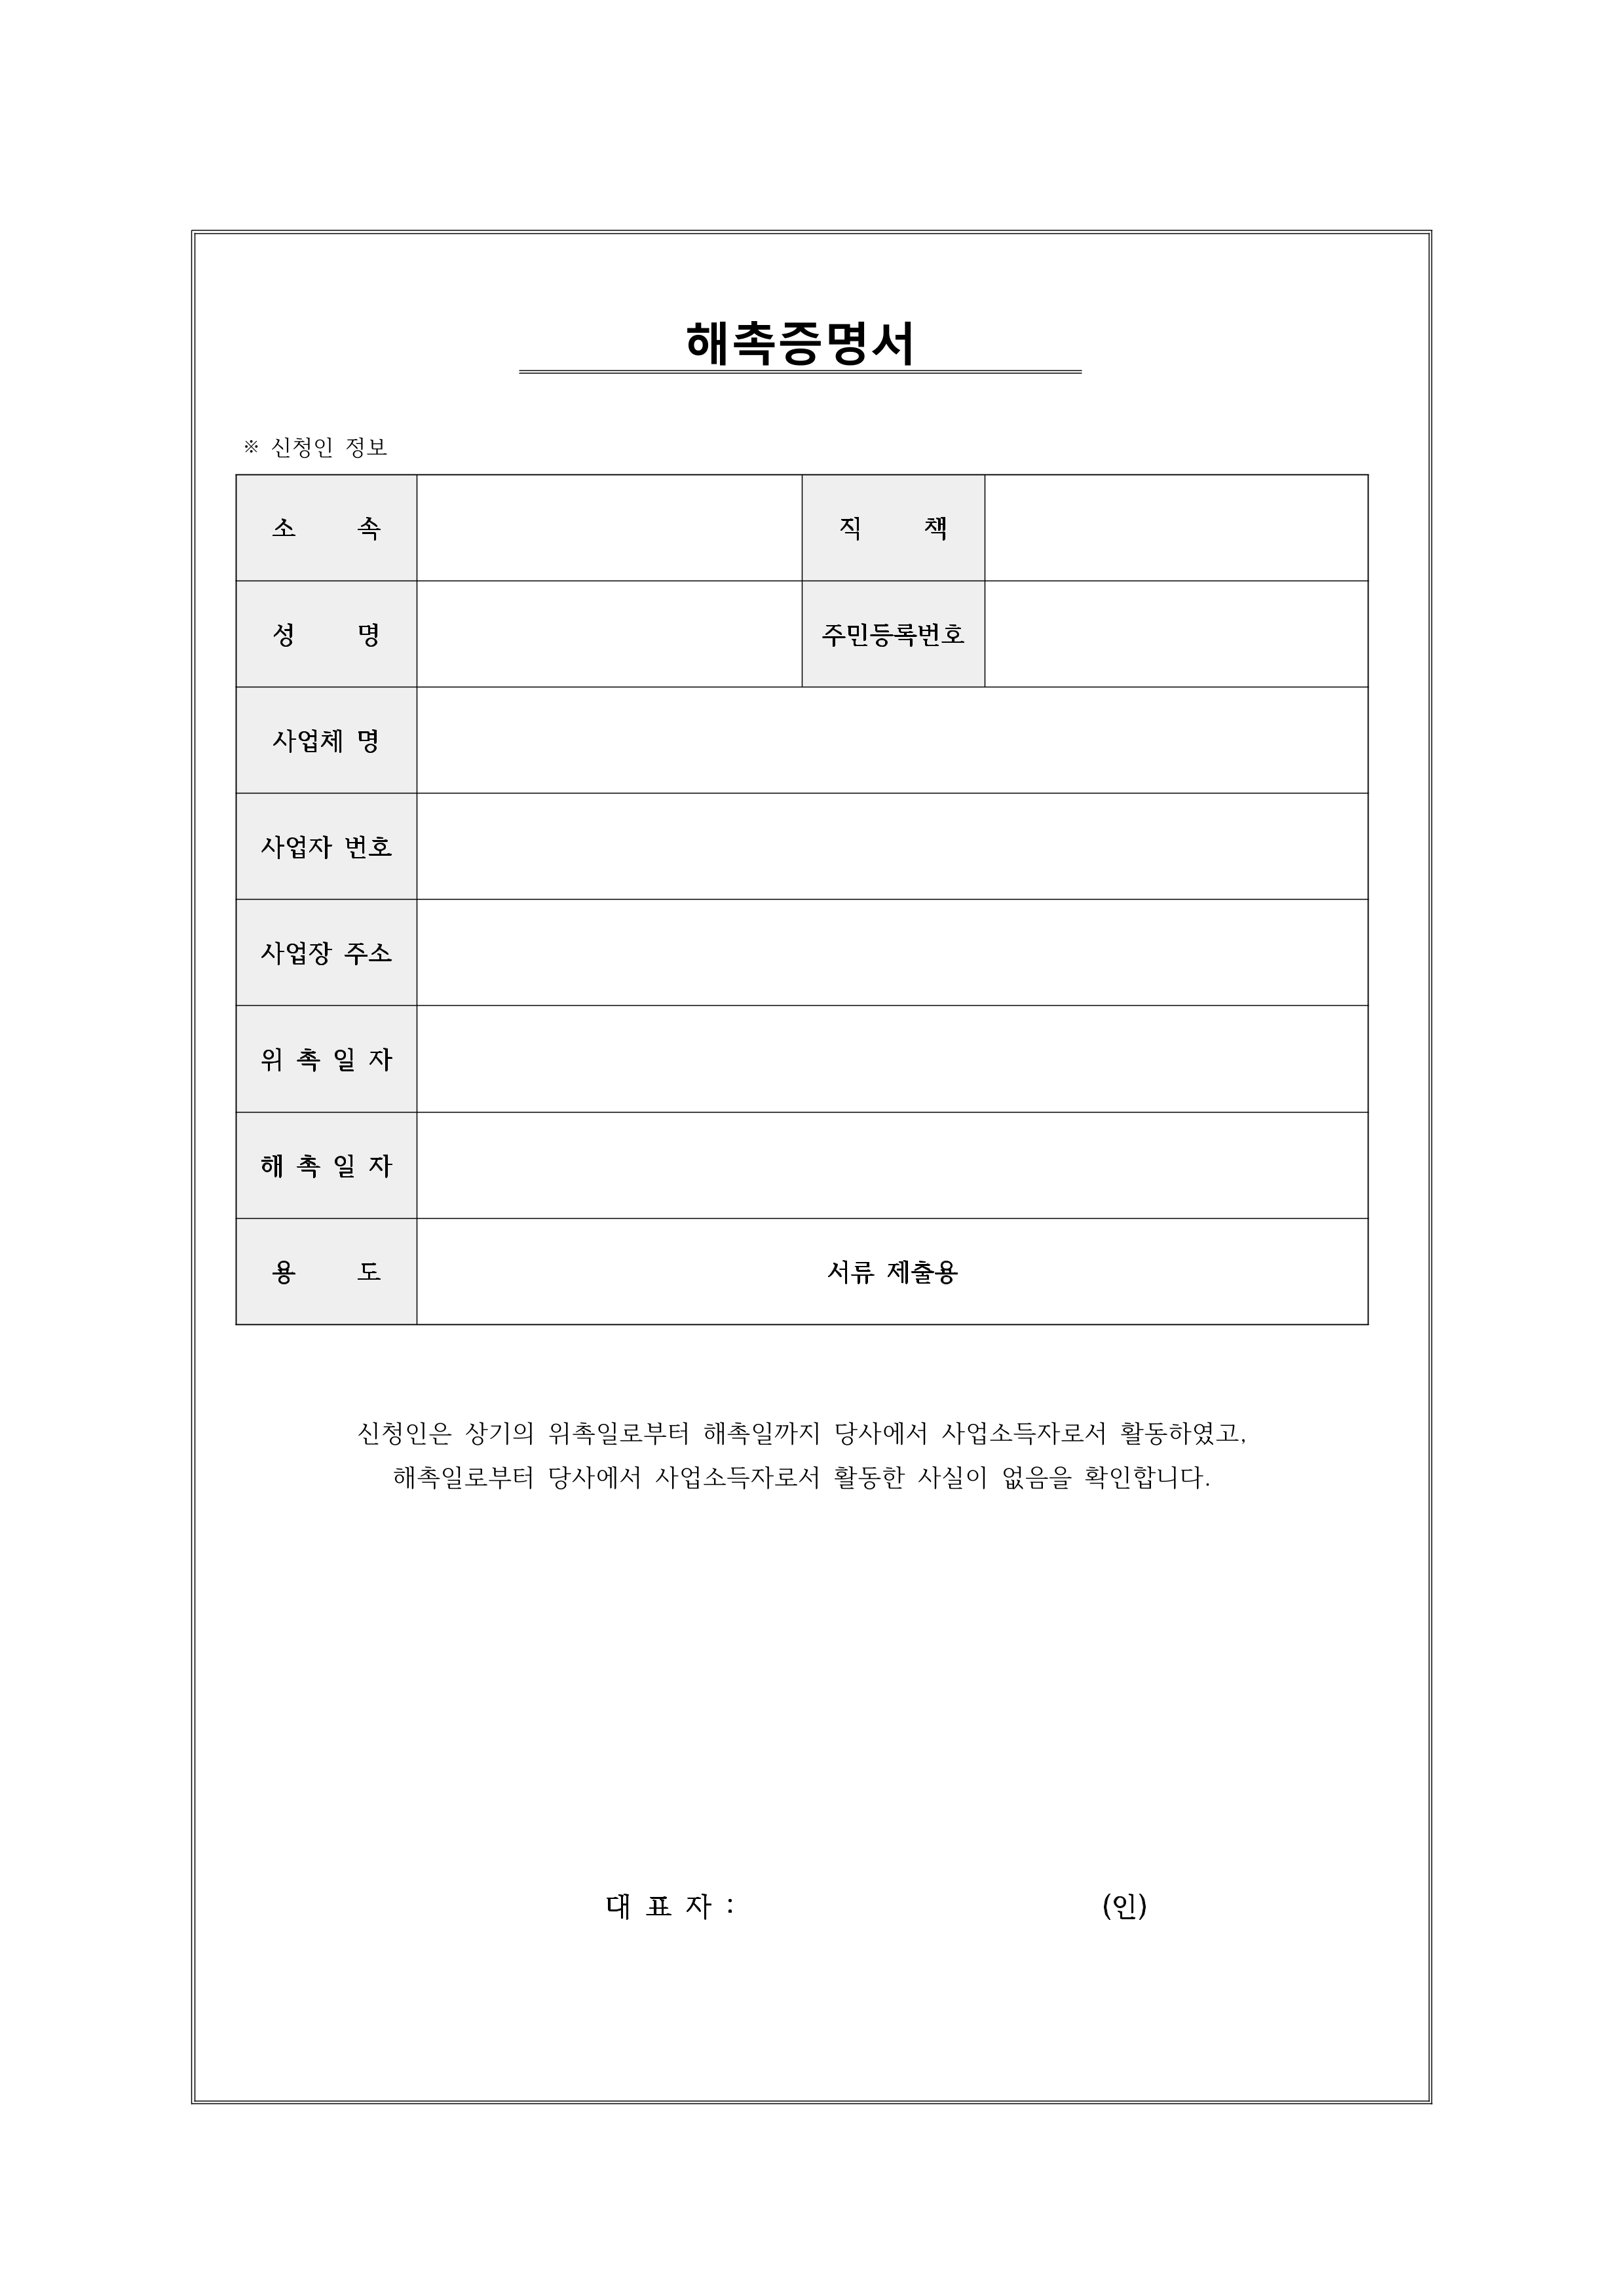 해촉증명서
※ 신청인 정보
소 속 직 책
성 명 주민등록번호
사업체 명
사업자 번호
사업장 주소
위 촉 일 자
해 촉 일 자
용 도 서류 제출용
신청인은 상기의 위촉일로부터 해촉일까지 당사에서 사업소득자로서 활동하였고,
해촉일로부터 당사에서 사업소득자로서 활동한 사실이 없음을 확인합니다.
대 표 자 : (인)